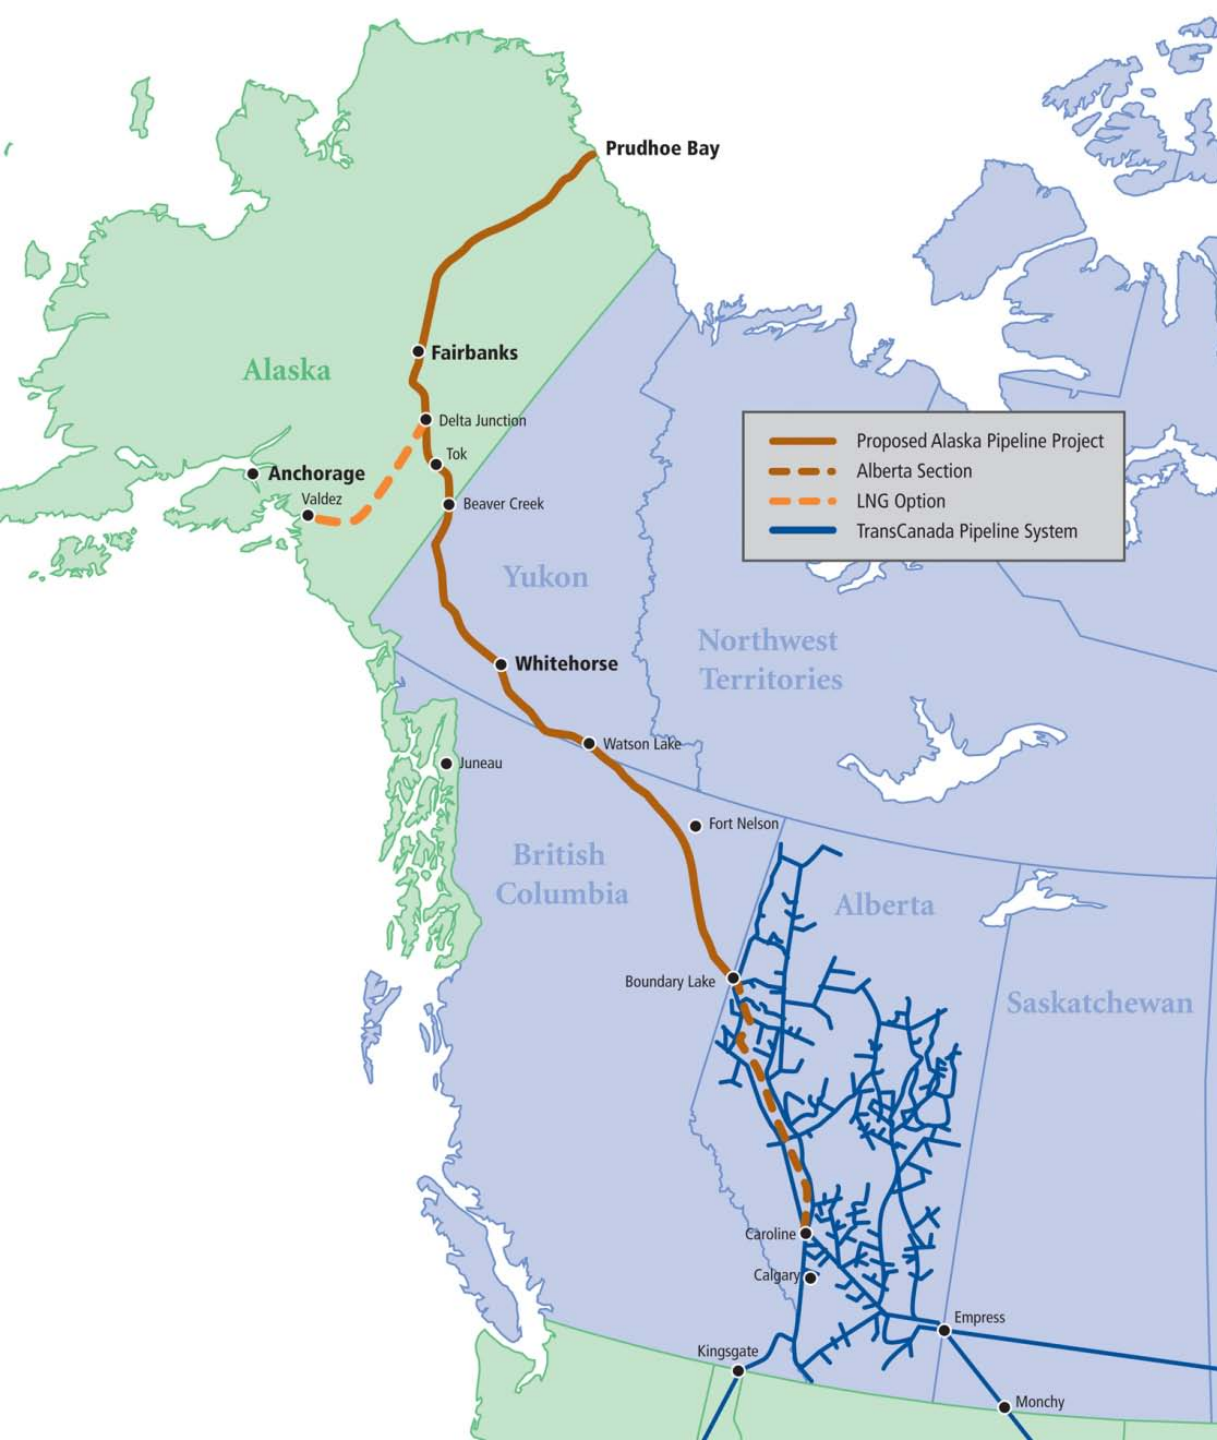 Prudhoe Bay
Fairbanks
Alaska
Delta Junction
Tok
Anchorage
Valdez
Beaver Creek
Proposed Alaska Pipeline Project
Alberta Section
LNG Option
TransCanada Pipeline System
Yukon
Northwest
Territories
Whitehorse
Watson Lake
Juneau
Fort Nelson
British
Columbia
Alberta
Boundary Lake
Saskatchewan
Caroline
Calgary
Empress
Kingsgate
Monchy